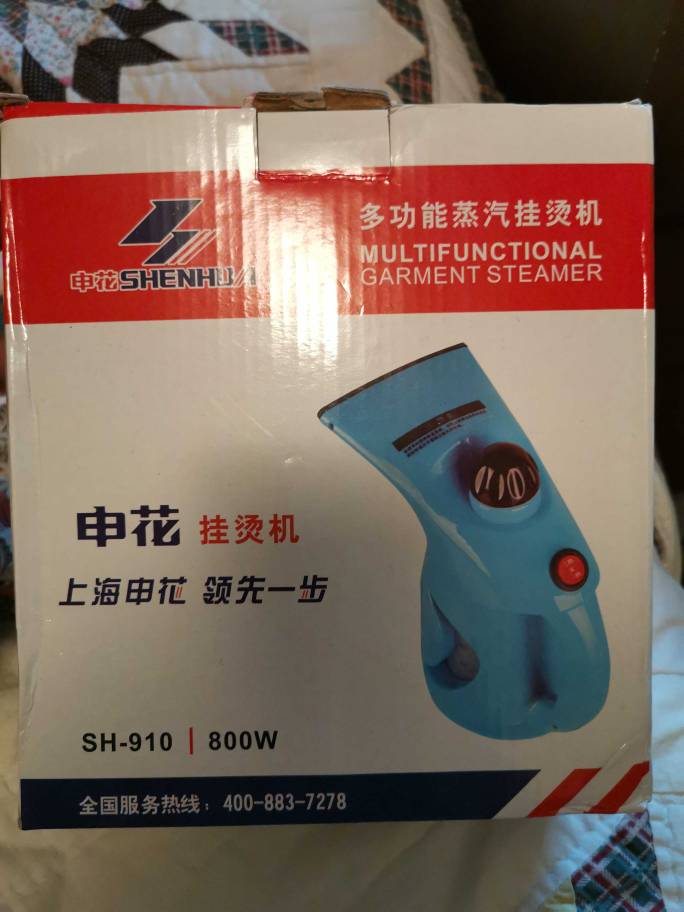 申花SHENHUA
多功能蒸汽挂烫机
MULTIFUNCTIONAL
GARMENT STEAMER
申花 挂烫机
上海申花 领先一步
SH-910 | 800W
全国服务热线：400-883-7278